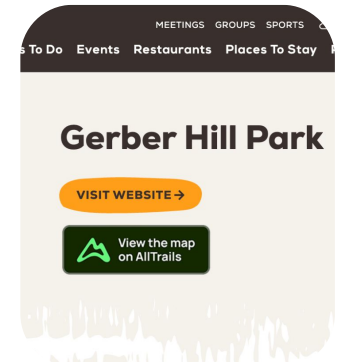 MEETINGS GROUPS SPORTS
s To Do Events Restaurants Places To Stay
Gerber Hill Park
VISIT WEBSITE →
View the map
on AllTrails